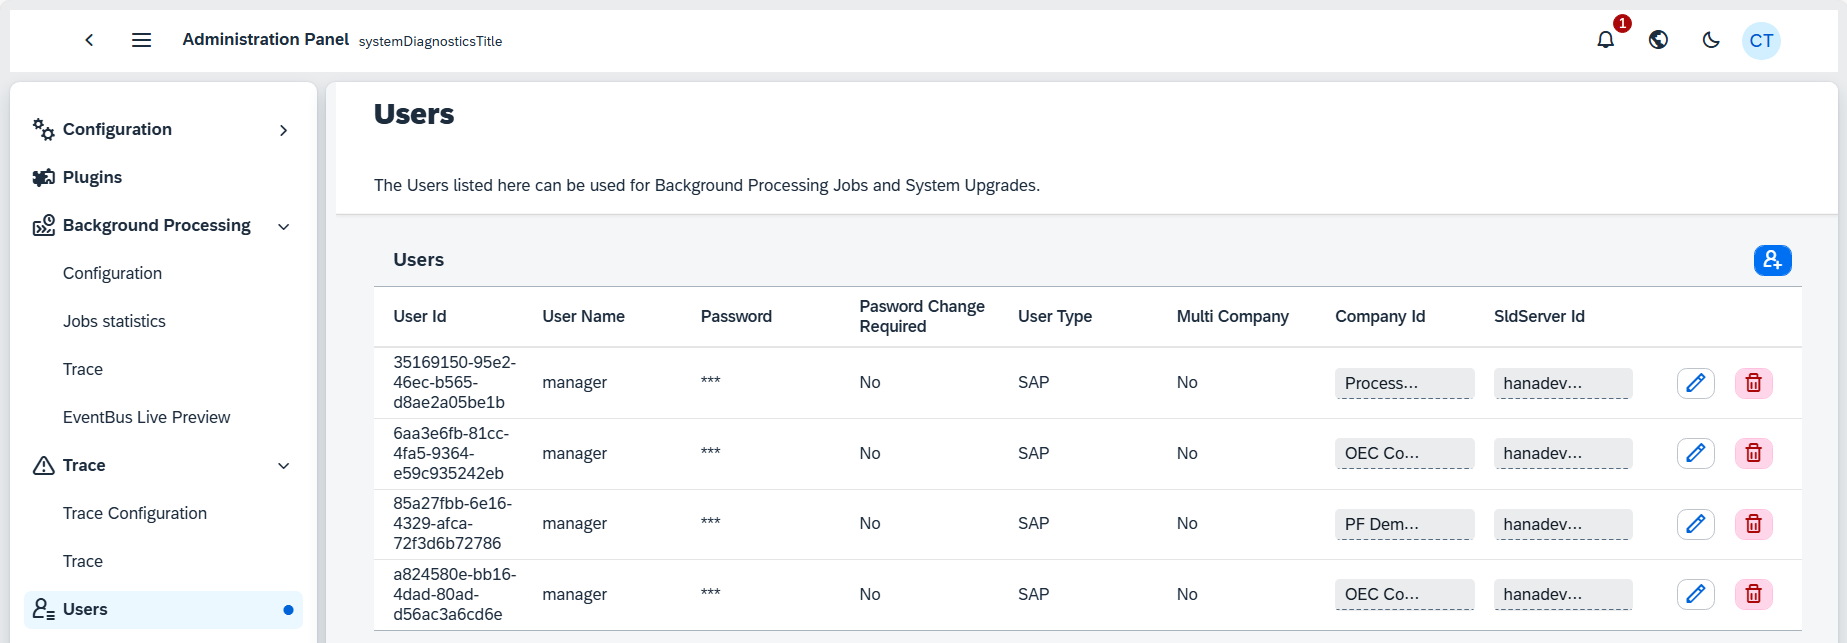 Administration Panel systemDiagnosticsTitle
1
CT
Configuration
Plugins
Background Processing
Configuration
Jobs statistics
Trace
EventBus Live Preview
Trace
Trace Configuration
Trace
Users
Users
The Users listed here can be used for Background Processing Jobs and System Upgrades.
Users
User Id User Name Password Pasword Change Required User Type Multi Company Company Id SldServer Id
35169150-95e2-
46ec-b565-
d8ae2a05be1b
manager *** No SAP No Process... hanadev...
6aa3e6fb-81cc-
4fa5-9364-
e59c935242eb
manager *** No SAP No OEC Co... hanadev...
85a27fbb-6e16-
4329-afca-
72f3d6b72786
manager *** No SAP No PF Dem... hanadev...
a824580e-bb16-
4dad-80ad-
d56ac3a6cd6e
manager *** No SAP No OEC Co... hanadev...